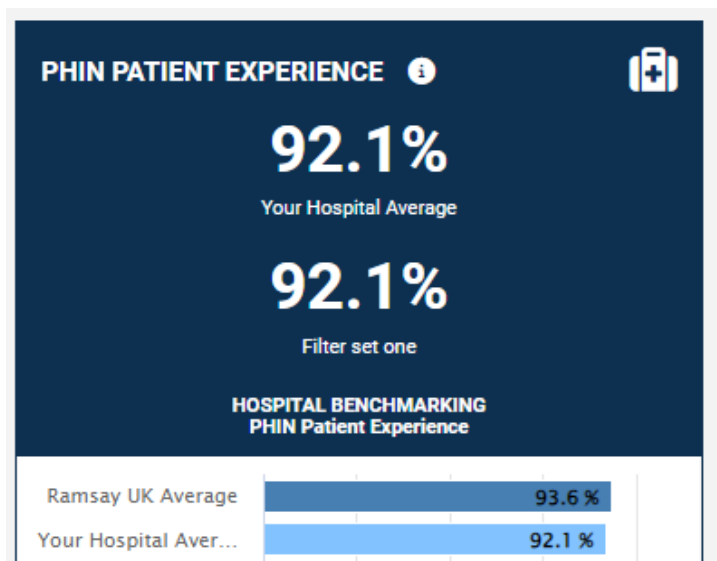 PHIN PATIENT EXPERIENCE i
92.1%
Your Hospital Average
92.1%
Filter set one
HOSPITAL BENCHMARKING
PHIN Patient Experience
Ramsay UK Average 93.6 %
Your Hospital Aver... 92.1 %